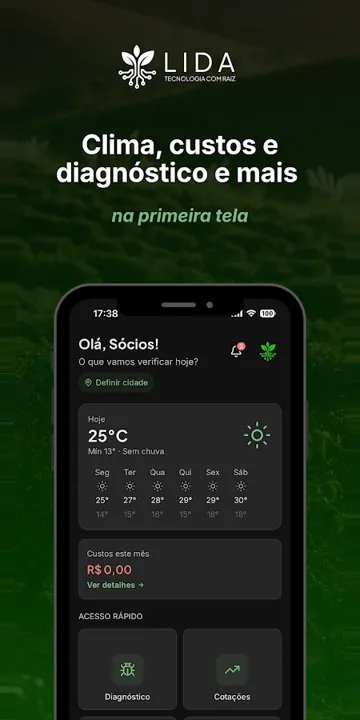 LIDA
TECNOLOGIA COM RAIZ
Clima, custos e
diagnóstico e mais
na primeira tela
17:38
100
Olá, Sócios!
O que vamos verificar hoje?
Definir cidade
Hoje
25°C
Mín 13° · Sem chuva
Seg Ter Qua Qui Sex Sáb
25° 27° 28° 29° 29° 30°
14° 15° 16° 15° 18° 18°
Custos este mês
R$ 0,00
Ver detalhes →
ACESSO RÁPIDO
Diagnóstico Cotações